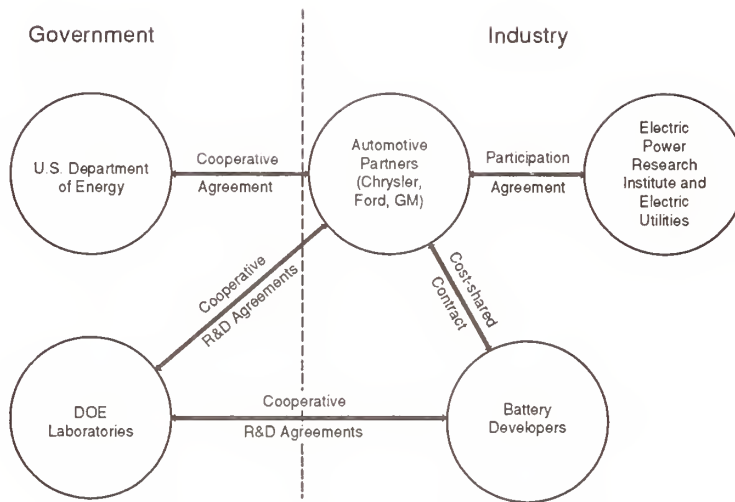 Government
Industry
U.S. Department
of Energy
Cooperative
Agreement
Automotive
Partners
(Chrysler,
Ford, GM)
Participation
Agreement
Electric
Power
Research
Institute and
Electric
Utilities
Cooperative
R&D Agreements
Cost-shared
Contract
DOE
Laboratories
Cooperative
R&D Agreements
Battery
Developers